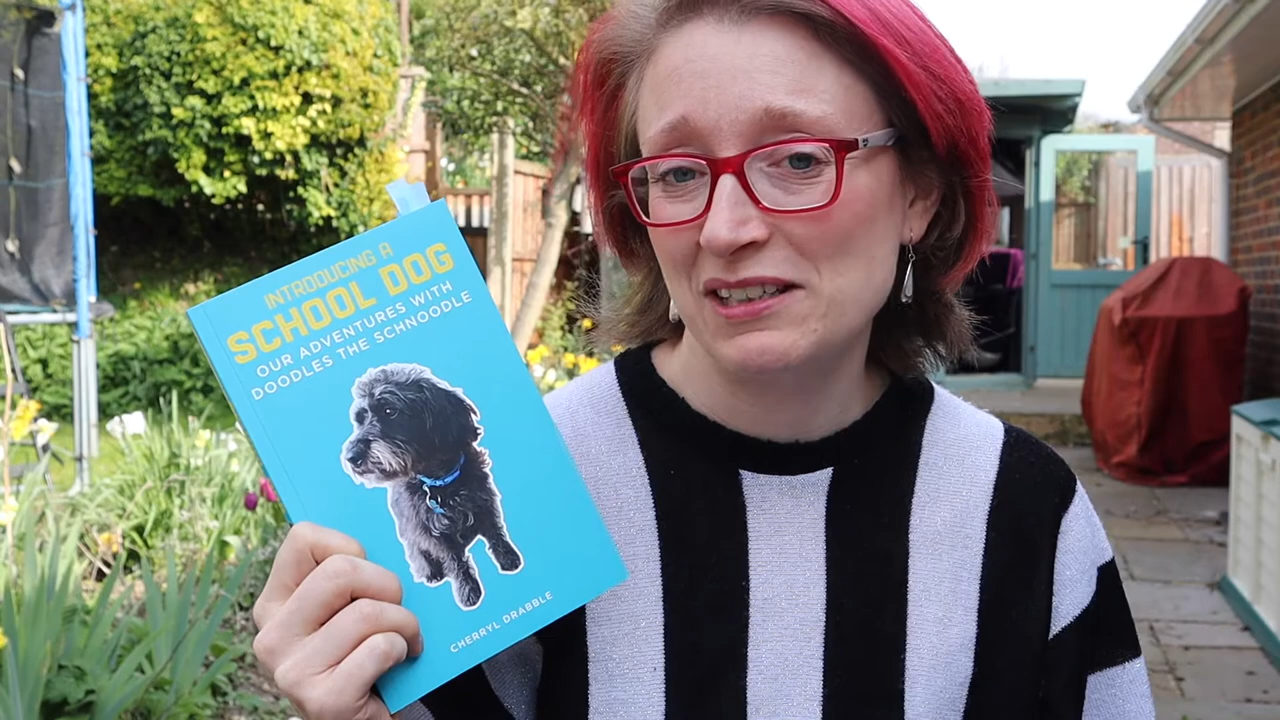 INTRODUCING A
SCHOOL DOG
OUR ADVENTURES WITH
DOODLES THE SCHNOODLE
CHERRYL DRABBLE